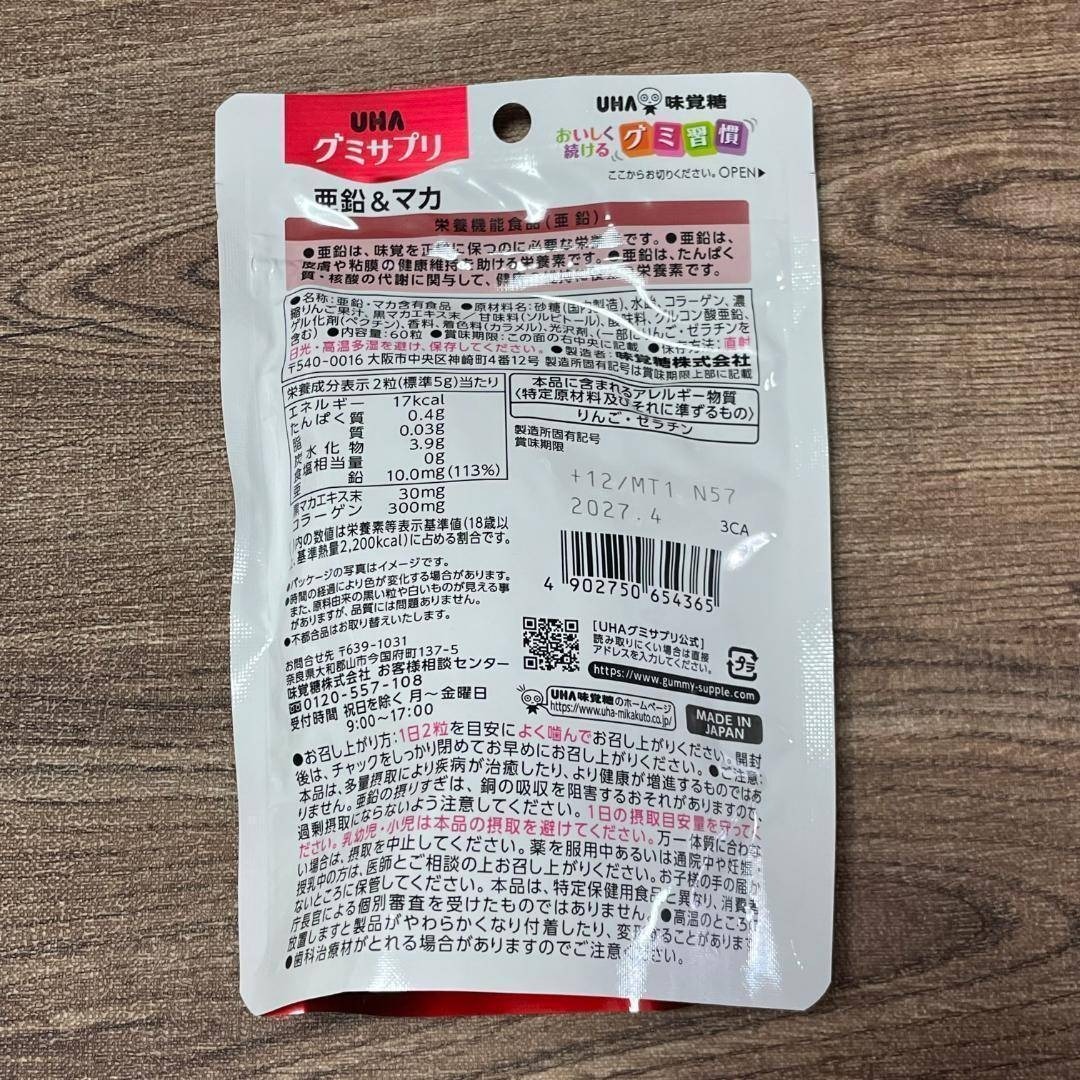 UHA
グミサプリ
UHA 味覚糖
おいしく
続ける
グミ習慣
ここからお切りください。OPEN▶
亜鉛&マカ
栄養機能食品(亜鉛)
●亜鉛は、味覚を正常に保つのに必要な栄養素です。●亜鉛は、
皮膚や粘膜の健康維持を助ける栄養素です。●亜鉛は、たんぱく
質・核酸の代謝に関与して、健康
栄養素です。
●名称:亜鉛・マカ含有食品 ●原材料名:砂糖(国内製造)、水飴、コラーゲン、濃
縮りんご果汁、黒マカエキス末/甘味料(ソルビトール)、酸味料、グルコン酸亜鉛、
ゲル化剤(ペクチン)、香料、着色料(カラメル)、光沢剤、(一部にりんご・ゼラチンを
含む) ●内容量:60粒 ●賞味期限:この面の右中央に記載 ●保存方法:直射
日光・高温多湿を避け、保存してください。●製造者:味覚糖株式会社
〒540-0016 大阪市中央区神崎町4番12号 製造所固有記号は賞味期限上部に記載
栄養成分表示 2粒(標準5g)当たり
エネルギー 17kcal
たんぱく質 0.4g
脂質 0.03g
炭水化物 3.9g
食塩相当量 0g
亜鉛 10.0mg(113%)
黒マカエキス末 30mg
コラーゲン 300mg
)内の数値は栄養素等表示基準値(18歳以
、基準熱量2,200kcal)に占める割合です。
本品に含まれるアレルギー物質
〈特定原材料及びそれに準ずるもの〉
りんご・ゼラチン
製造所固有記号
賞味期限
+12/MT1 N57
2027.4
3CA
4 902750 654365
●パッケージの写真はイメージです。
●時間の経過により色が変化する場合があります。
また、原料由来の黒い粒や白いものが見える事
がありますが、品質には問題ありません。
●不都合品はお取り替えいたします。
お問合せ先 〒639-1031
奈良県大和郡山市今国府町137-5
味覚糖株式会社 お客様相談センター
0120-557-108
受付時間 祝日を除く月〜金曜日
9:00〜17:00
[UHAグミサプリ公式]
読み取りにくい場合は直接
アドレスを入力してください。
https://www.gummy-supple.com
プラ
UHA味覚糖のホームページ
https://www.uha-mikakuto.co.jp/
MADE IN
JAPAN
●お召し上がり方:1日2粒を目安によく噛んでお召し上がりください。開封
後は、チャックをしっかり閉めてお早めにお召し上がりください。●ご注意:
本品は、多量摂取により疾病が治癒したり、より健康が増進するものではあ
りません。亜鉛の摂りすぎは、銅の吸収を阻害するおそれがありますので、
過剰摂取にならないよう注意してください。1日の摂取目安量を守ってく
ださい。乳幼児・小児は本品の摂取を避けてください。万一体質に合わな
い場合は、摂取を中止してください。薬を服用中あるいは通院中や妊娠・
授乳中の方は、医師とご相談の上お召し上がりください。お子様の手の届か
ないところに保管してください。本品は、特定保健用食品と異なり、消費者
庁長官による個別審査を受けたものではありません。●高温のところに
放置しますと製品がやわらかくなり付着したり、変形することがあります。
●歯科治療材がとれる場合がありますのでご注意ください。